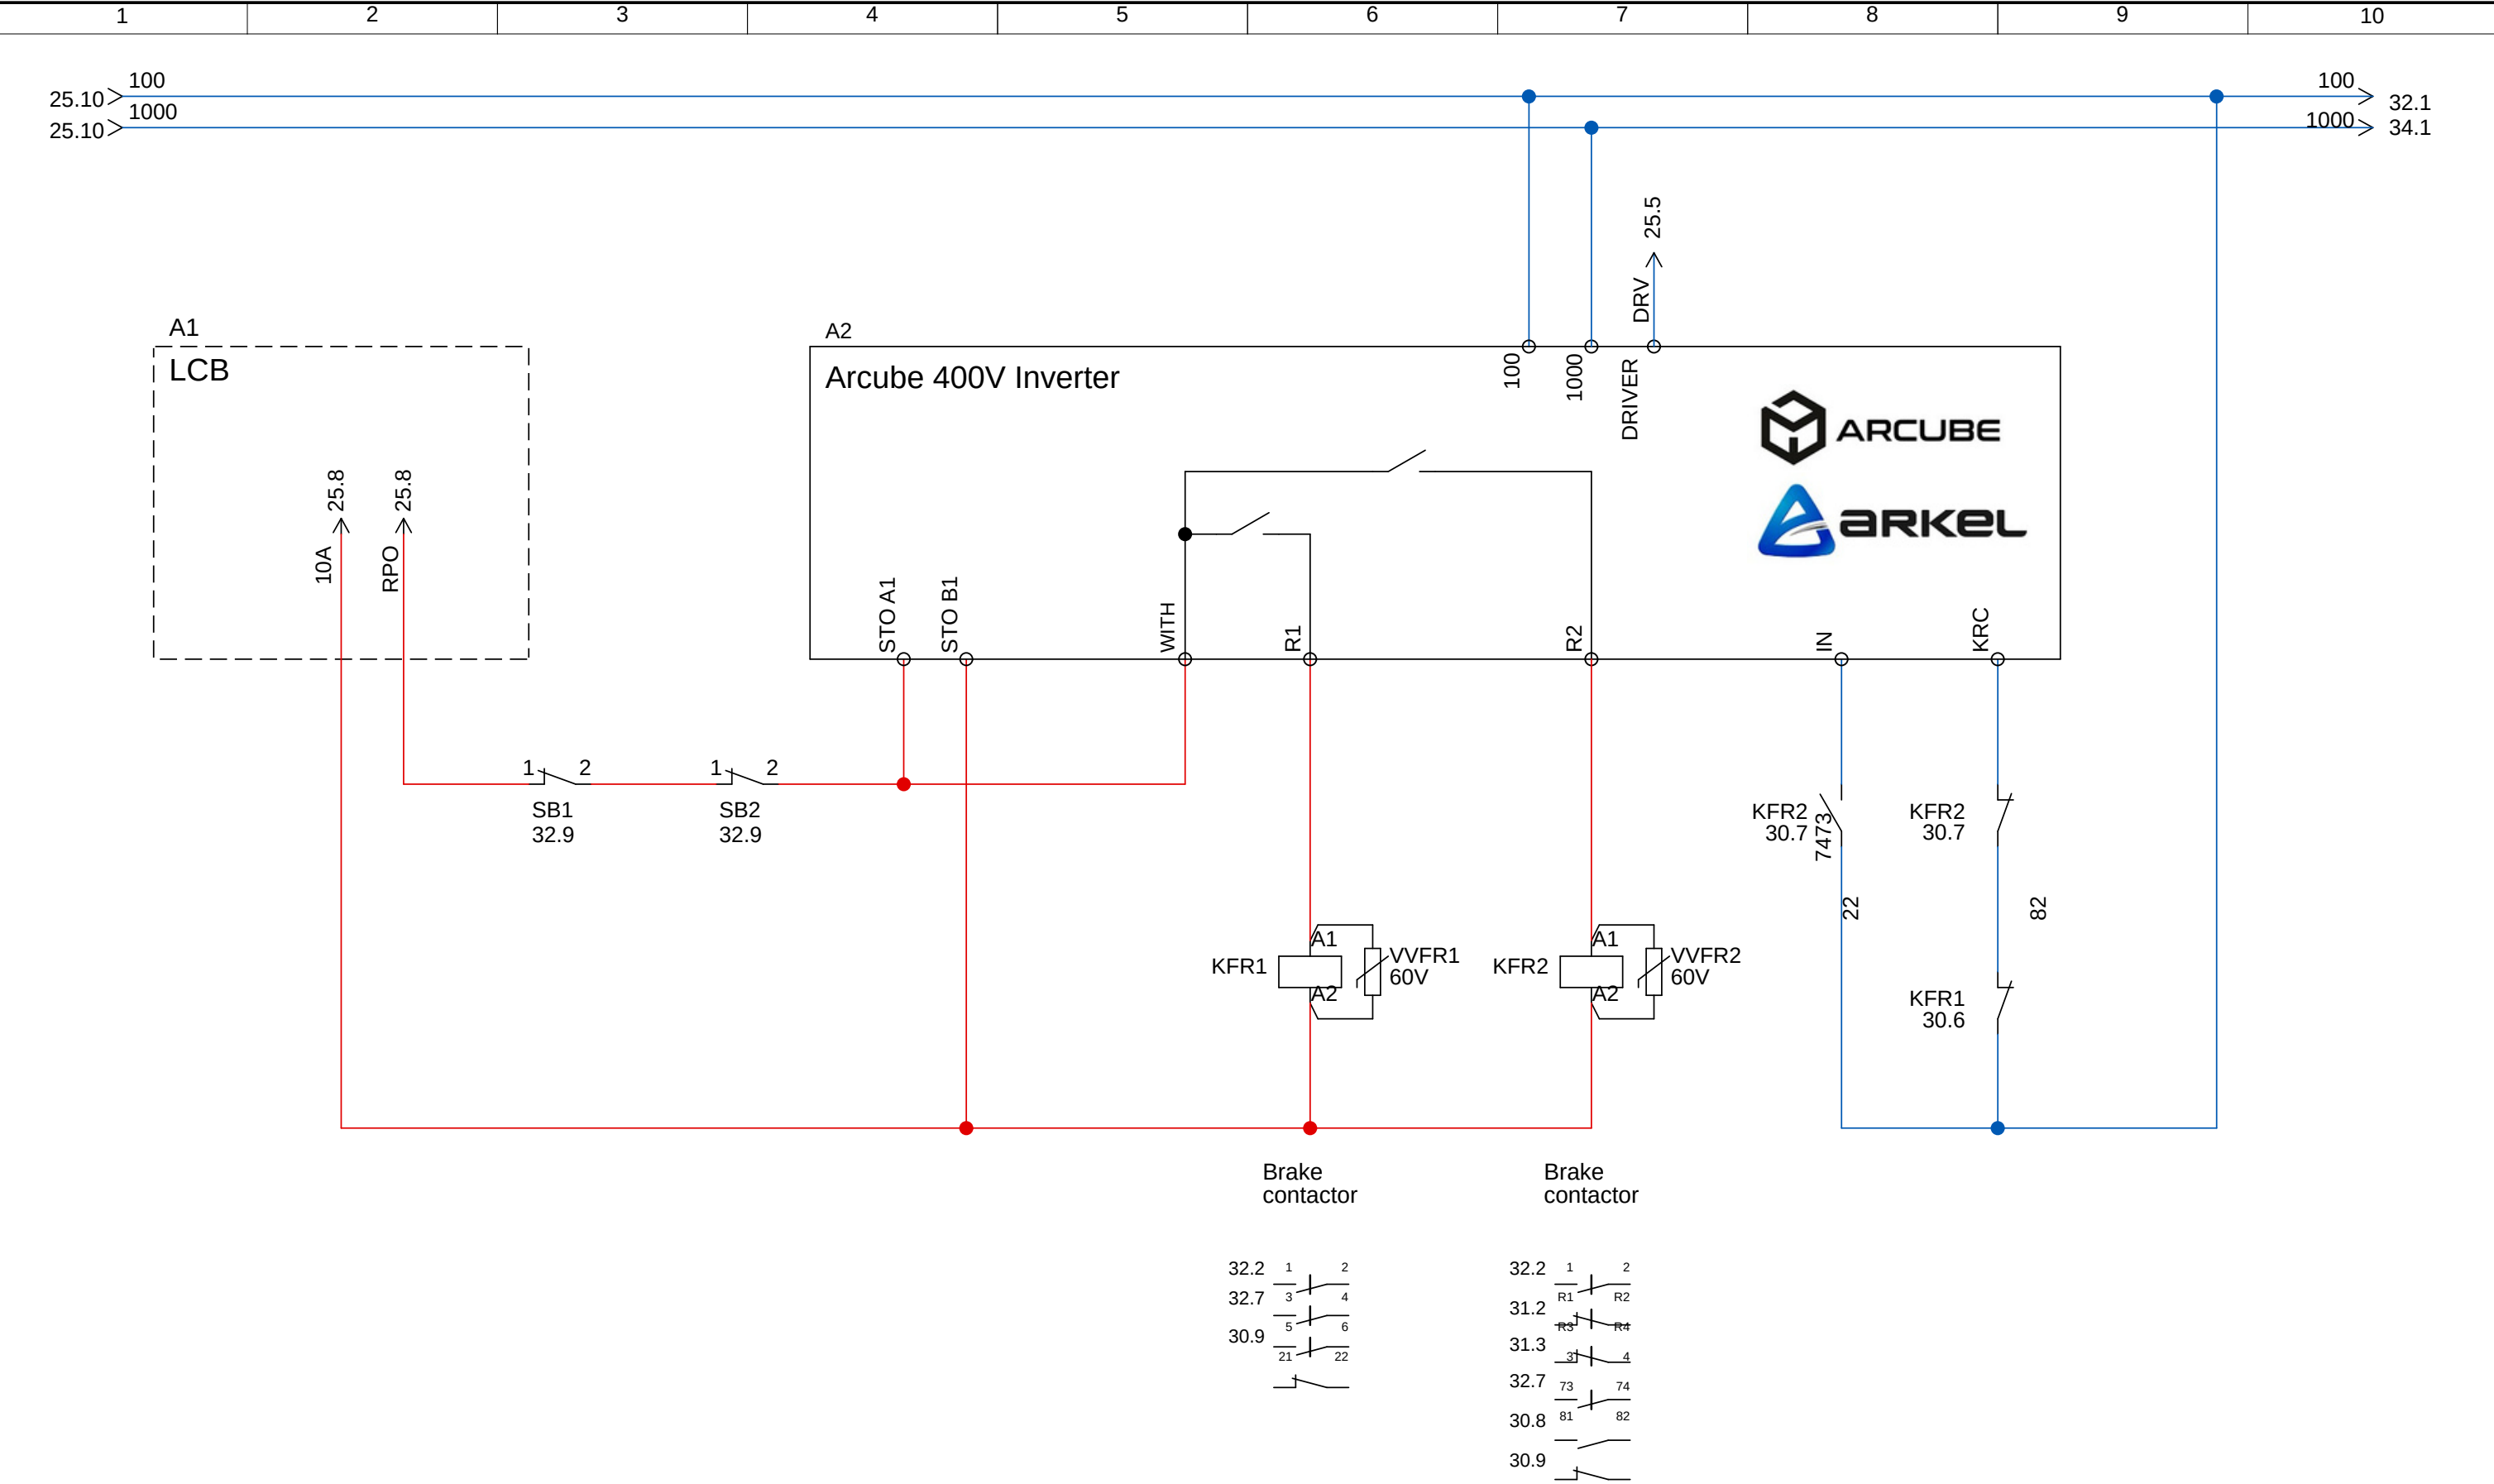 1 2 3 4 5 6 7 8 9 10
100 100
25.10 32.1
1000 1000
25.10 34.1
25.5
DRV
A1
LCB
25.8
25.8
10A
RPO
A2
Arcube 400V Inverter
100
1000
DRIVER
ARCUBE
ARKEL
STO A1
STO B1
WITH
R1
R2
IN
KRC
1 2
SB1
32.9
1 2
SB2
32.9
KFR2
30.7
7473
22
KFR2
30.7
82
KFR1
30.6
KFR1
A1
A2
VVFR1
60V
KFR2
A1
A2
VVFR2
60V
Brake
contactor
Brake
contactor
32.2 1 2
32.7 3 4
5 6
30.9
21 22
32.2 1 2
R1 R2
31.2
R3 R4
31.3
3 4
32.7 73 74
30.8 81 82
30.9